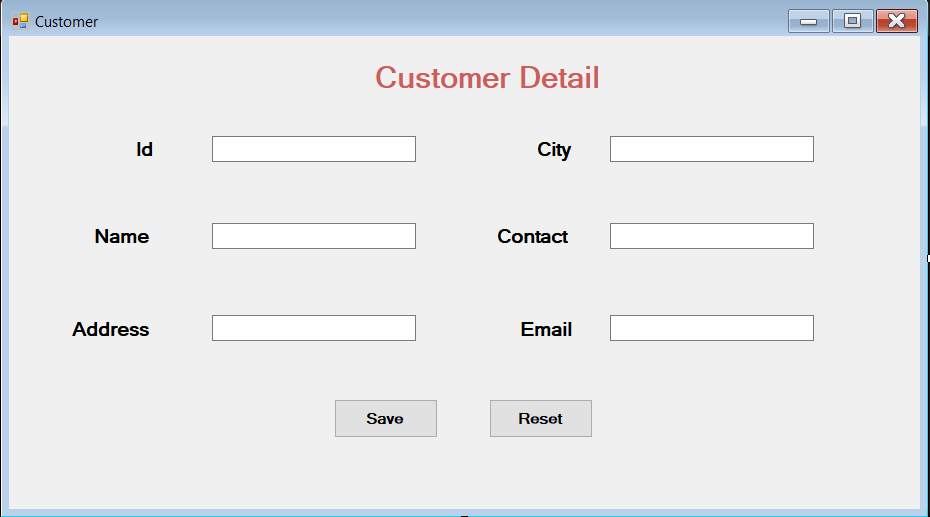 Customer
Customer Detail
Id
City
Name
Contact
Address
Email
Save
Reset